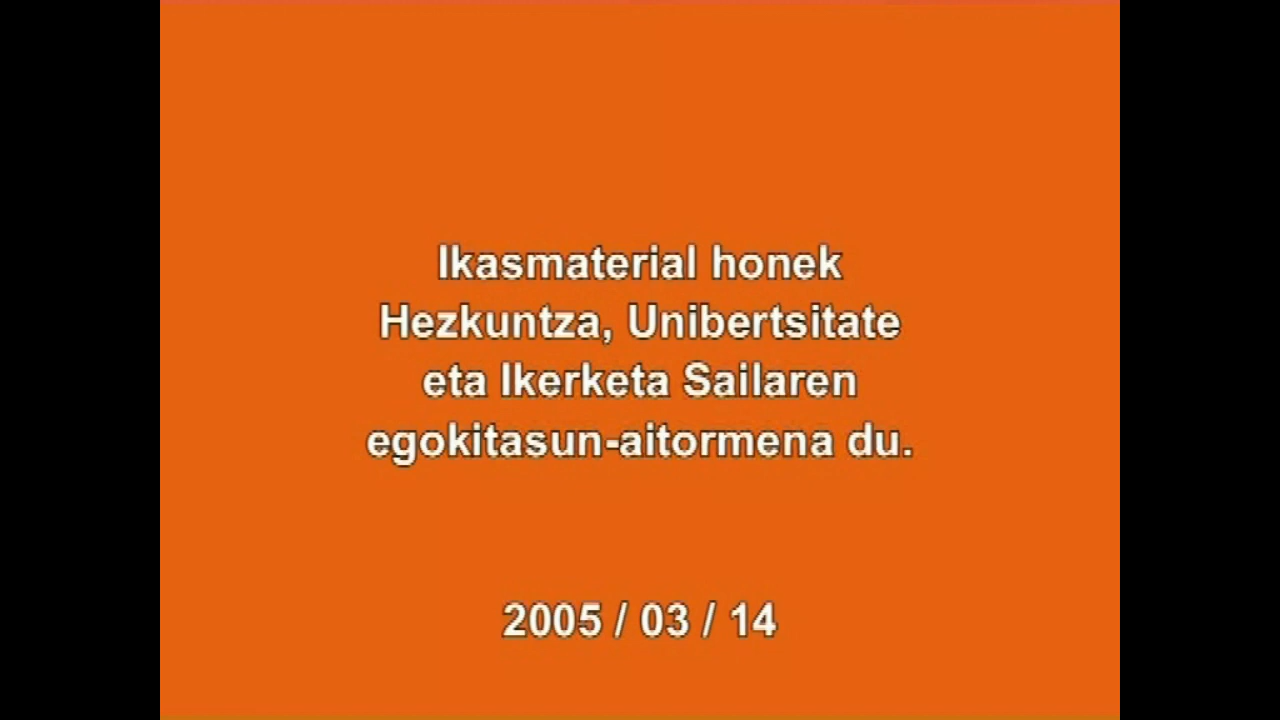 Ikasmaterial honek
Hezkuntza, Unibertsitate
eta Ikerketa Sailaren
egokitasun-aitormena du.
2005 / 03 / 14